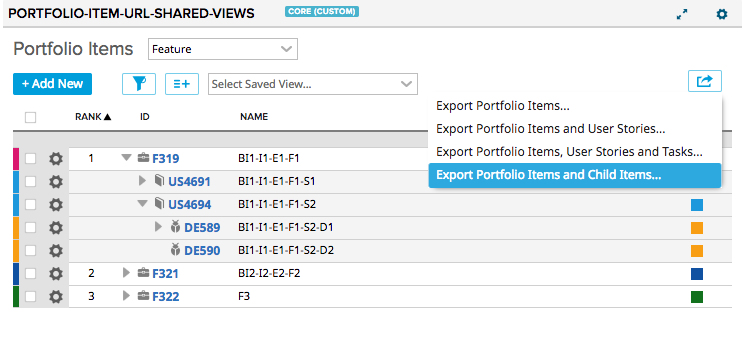 PORTFOLIO-ITEM-URL-SHARED-VIEWS CORE (CUSTOM)
Portfolio Items Feature
+ Add New Select Saved View...
Export Portfolio Items...
Export Portfolio Items and User Stories...
Export Portfolio Items, User Stories and Tasks...
Export Portfolio Items and Child Items...
RANK ID NAME
1 F319 BI1-I1-E1-F1
US4691 BI1-I1-E1-F1-S1
US4694 BI1-I1-E1-F1-S2
DE589 BI1-I1-E1-F1-S2-D1
DE590 BI1-I1-E1-F1-S2-D2
2 F321 BI2-I2-E2-F2
3 F322 F3